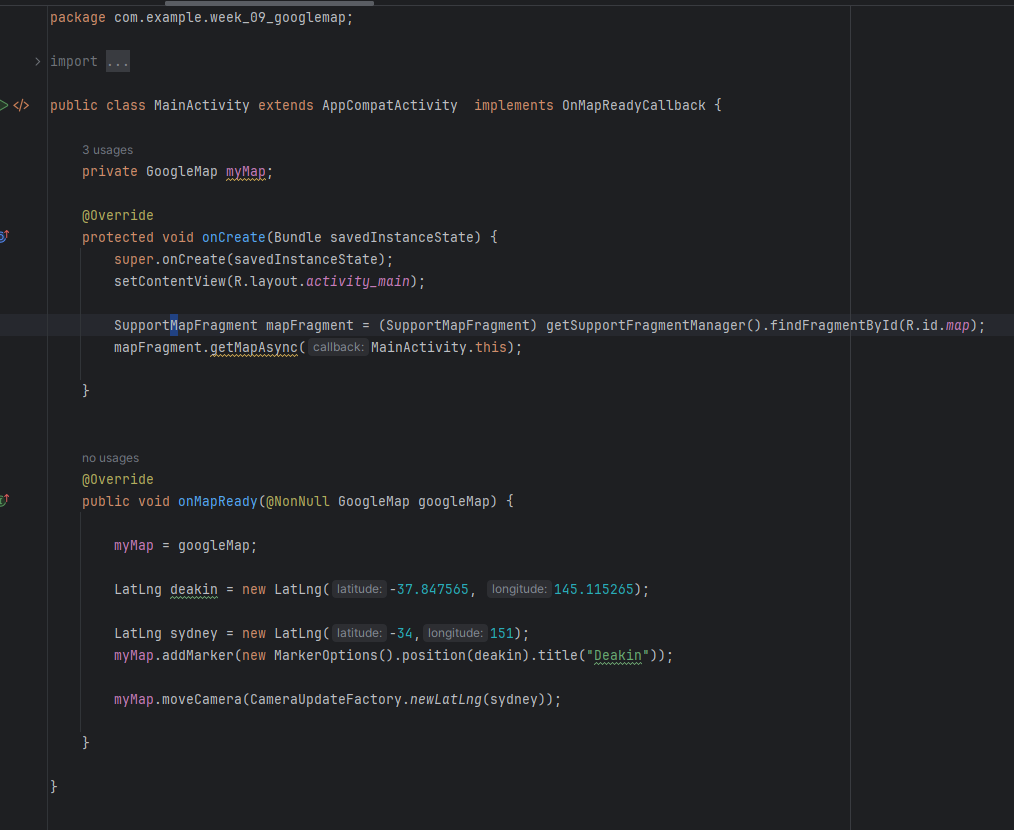 package com.example.week_09_googlemap;
import ...
public class MainActivity extends AppCompatActivity  implements OnMapReadyCallback {
3 usages
private GoogleMap myMap;
@Override
protected void onCreate(Bundle savedInstanceState) {
super.onCreate(savedInstanceState);
setContentView(R.layout.activity_main);
SupportMapFragment mapFragment = (SupportMapFragment) getSupportFragmentManager().findFragmentById(R.id.map);
mapFragment.getMapAsync( callback: MainActivity.this);
}
no usages
@Override
public void onMapReady(@NonNull GoogleMap googleMap) {
myMap = googleMap;
LatLng deakin = new LatLng( latitude: -37.847565, longitude: 145.115265);
LatLng sydney = new LatLng( latitude: -34, longitude: 151);
myMap.addMarker(new MarkerOptions().position(deakin).title("Deakin"));
myMap.moveCamera(CameraUpdateFactory.newLatLng(sydney));
}
}